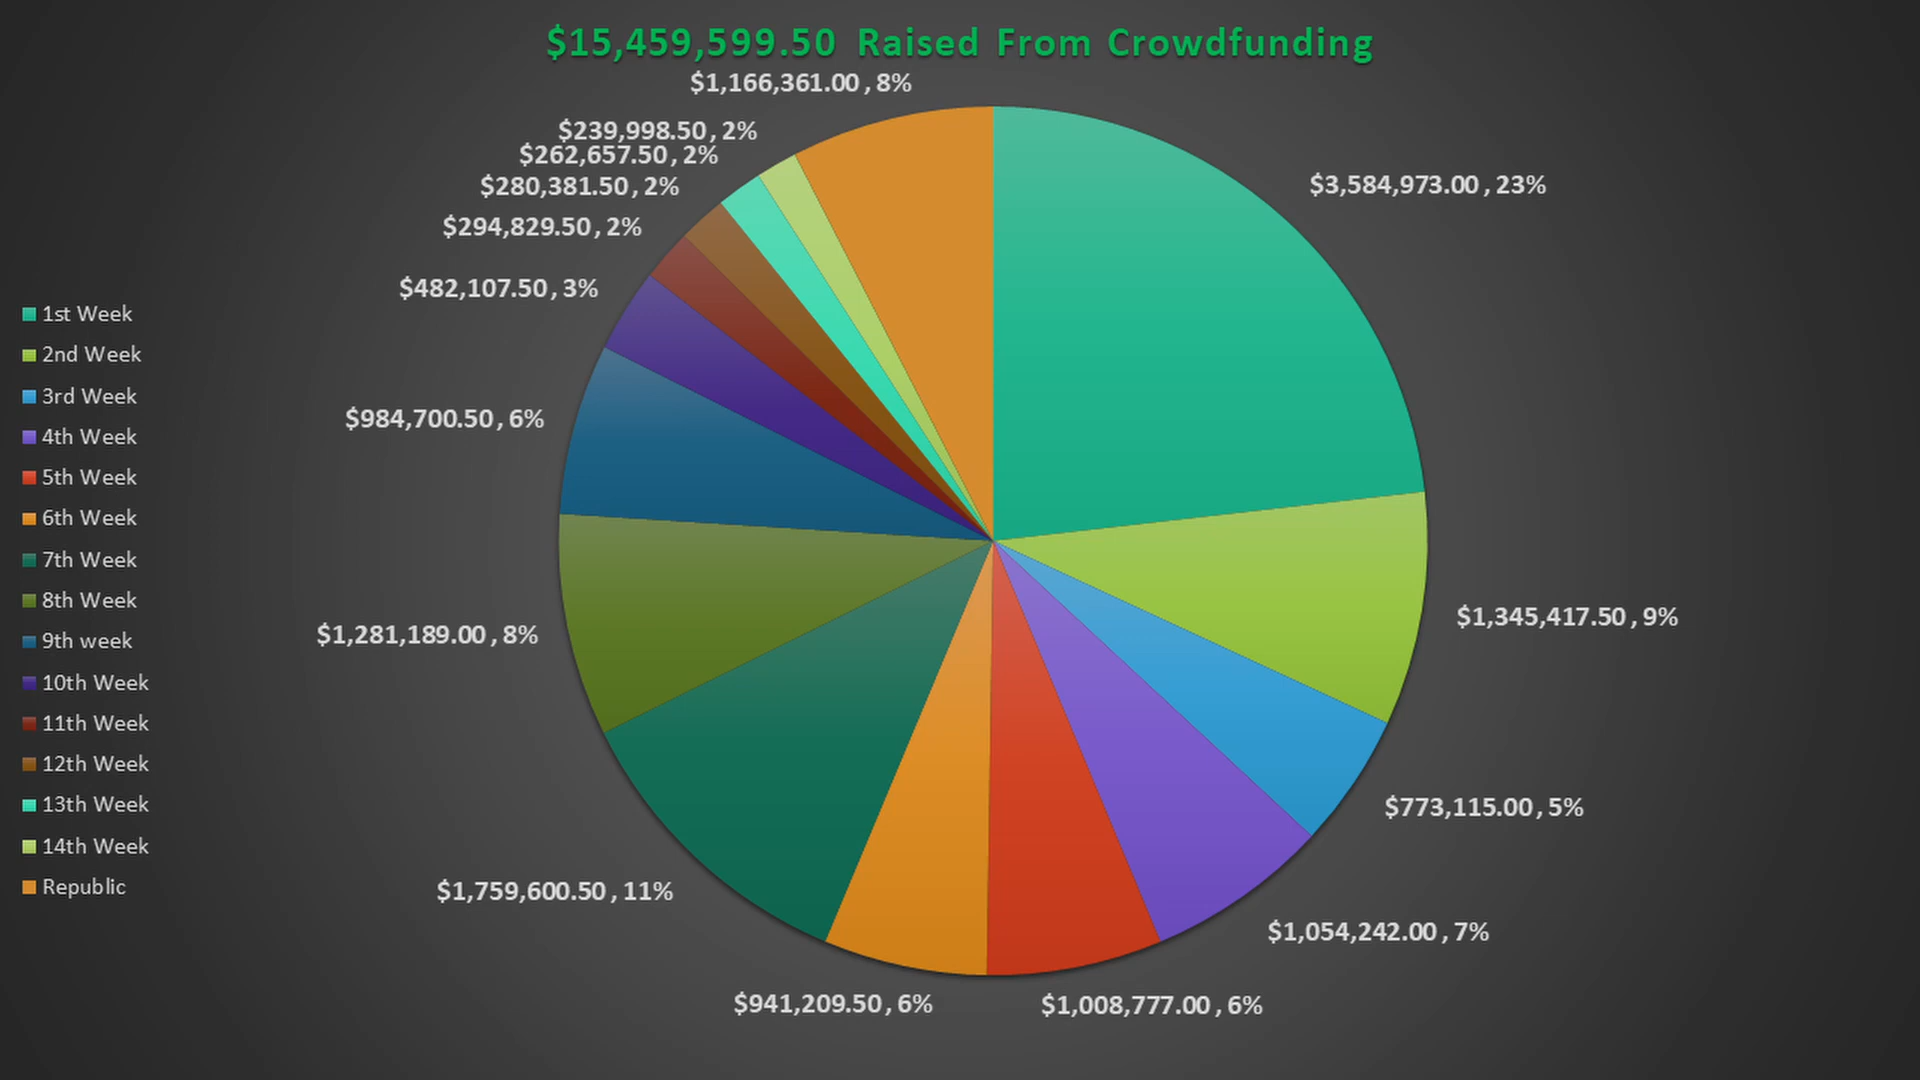 $15,459,599.50 Raised From Crowdfunding
$1,166,361.00 , 8%
$239,998.50 , 2%
$262,657.50 , 2%
$280,381.50 , 2%
$294,829.50 , 2%
$482,107.50 , 3%
$984,700.50 , 6%
$1,281,189.00 , 8%
$1,759,600.50 , 11%
$941,209.50 , 6%
$1,008,777.00 , 6%
$1,054,242.00 , 7%
$773,115.00 , 5%
$1,345,417.50 , 9%
$3,584,973.00 , 23%
1st Week
2nd Week
3rd Week
4th Week
5th Week
6th Week
7th Week
8th Week
9th week
10th Week
11th Week
12th Week
13th Week
14th Week
Republic